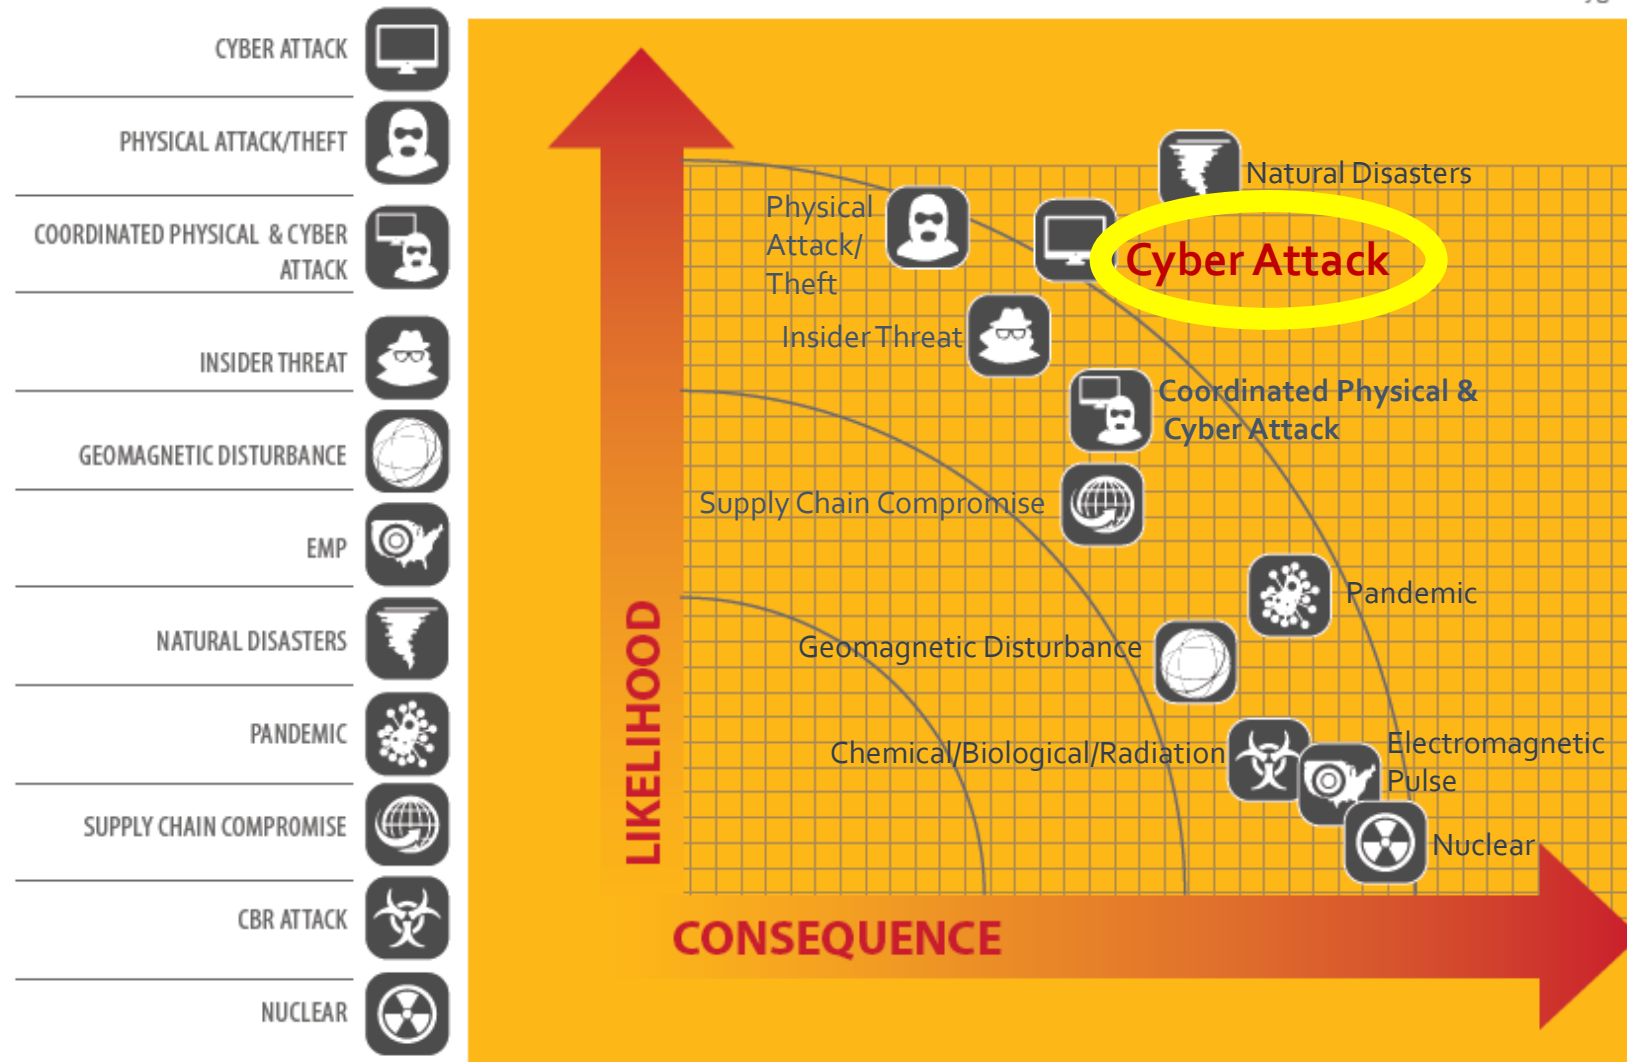 CYBER ATTACK
PHYSICAL ATTACK/THEFT
COORDINATED PHYSICAL & CYBER
ATTACK
INSIDER THREAT
GEOMAGNETIC DISTURBANCE
EMP
NATURAL DISASTERS
PANDEMIC
SUPPLY CHAIN COMPROMISE
CBR ATTACK
NUCLEAR
LIKELIHOOD
Natural Disasters
Physical
Attack/
Theft
Cyber Attack
Insider Threat
Coordinated Physical &
Cyber Attack
Supply Chain Compromise
Pandemic
Geomagnetic Disturbance
Chemical/Biological/Radiation
Electromagnetic
Pulse
Nuclear
CONSEQUENCE